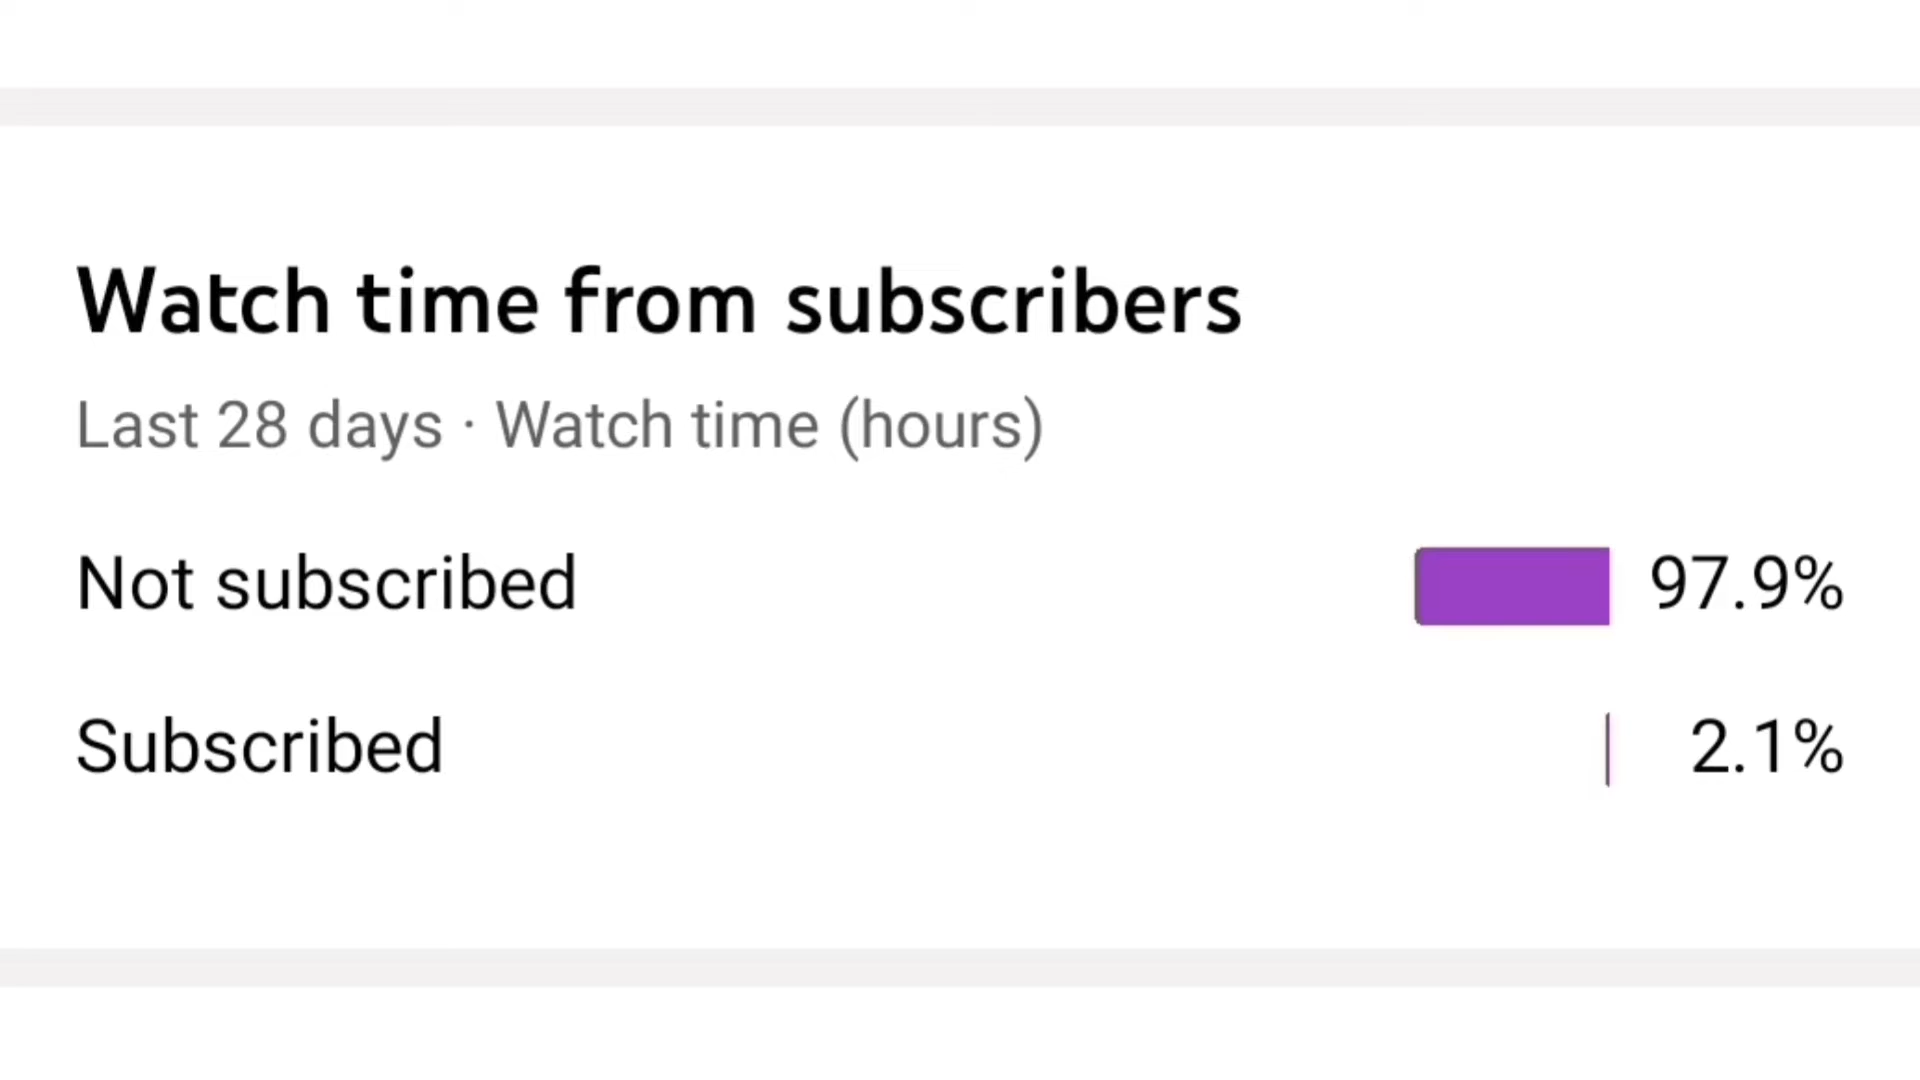 Watch time from subscribers
Last 28 days · Watch time (hours)
Not subscribed 97.9%
Subscribed 2.1%